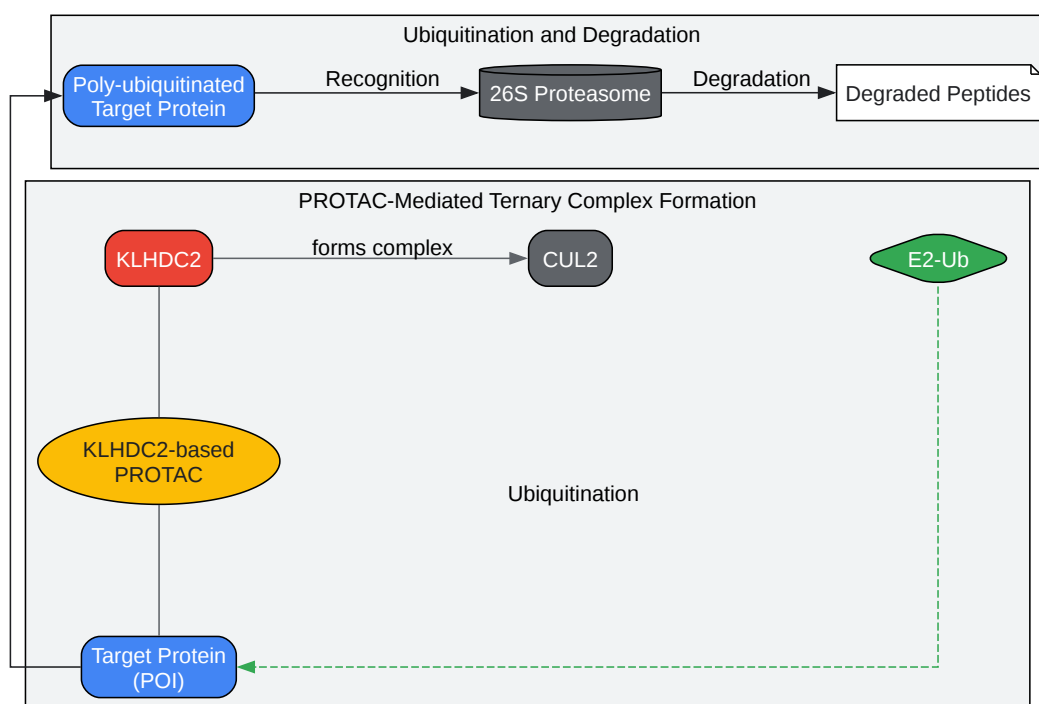 Ubiquitination and Degradation
Poly-ubiquitinated
Target Protein
Recognition
26S Proteasome
Degradation
Degraded Peptides
PROTAC-Mediated Ternary Complex Formation
KLHDC2
forms complex
CUL2
E2-Ub
KLHDC2-based
PROTAC
Ubiquitination
Target Protein
(POI)